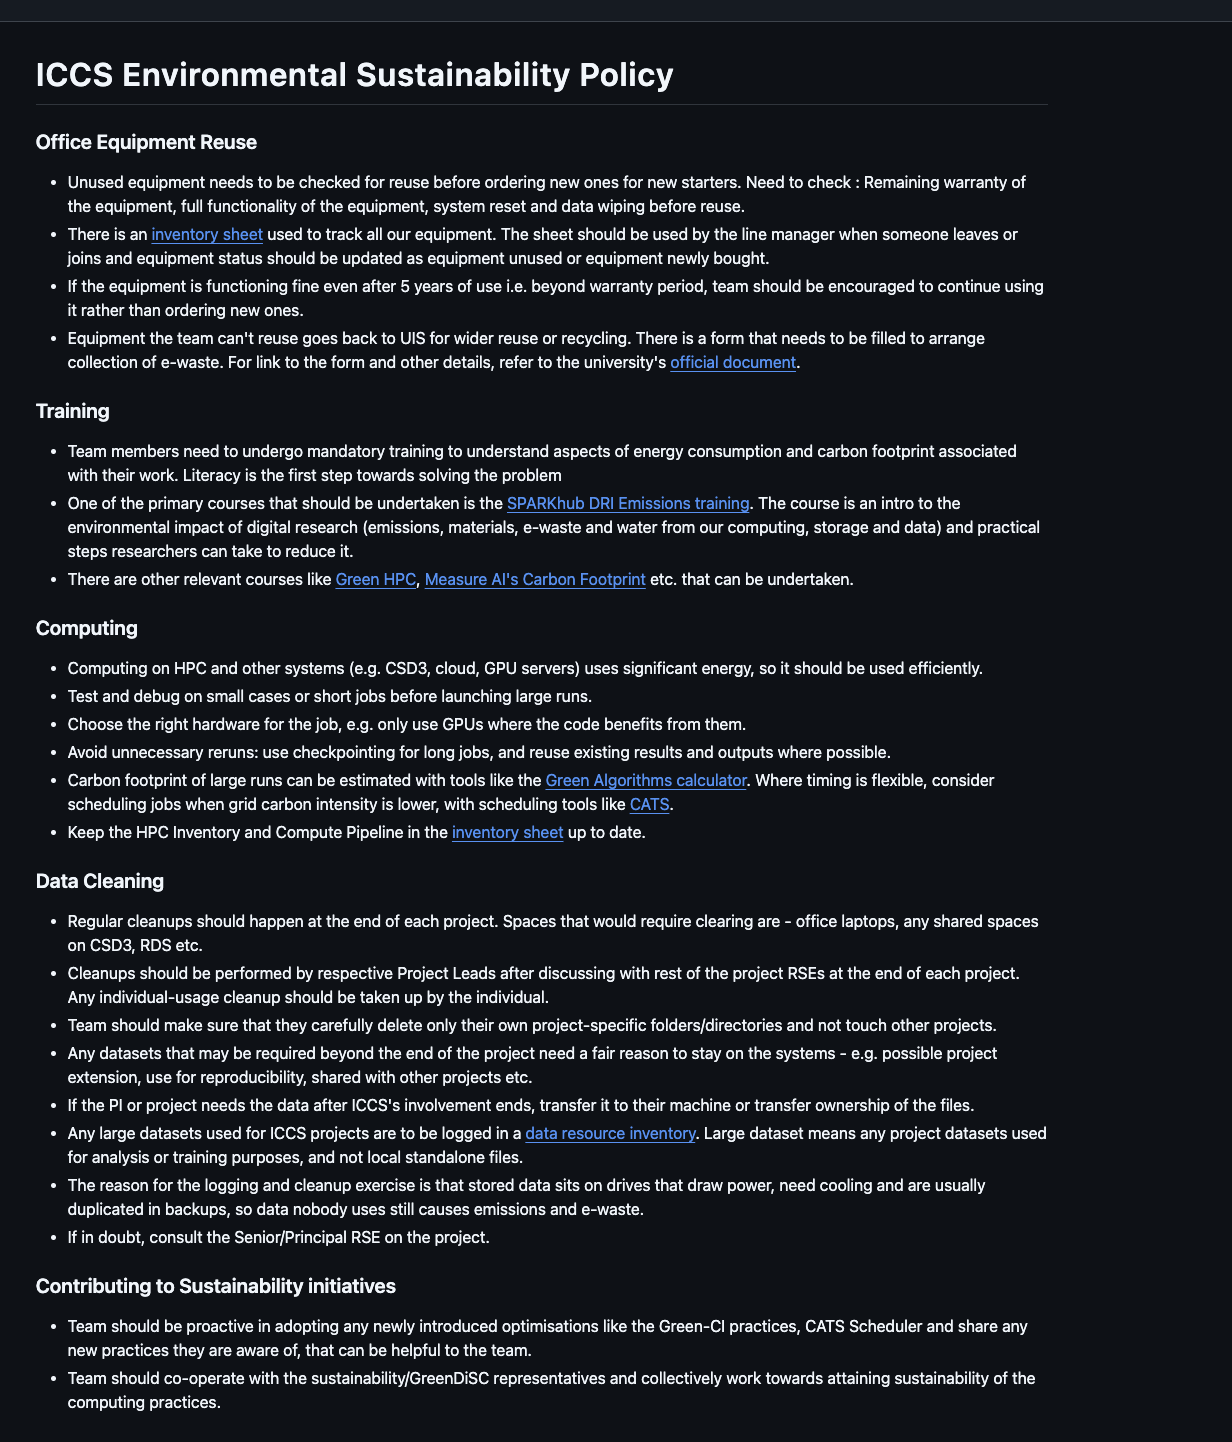 ICCS Environmental Sustainability Policy
Office Equipment Reuse
Unused equipment needs to be checked for reuse before ordering new ones for new starters. Need to check : Remaining warranty of
the equipment, full functionality of the equipment, system reset and data wiping before reuse.
There is an inventory sheet used to track all our equipment. The sheet should be used by the line manager when someone leaves or
joins and equipment status should be updated as equipment unused or equipment newly bought.
If the equipment is functioning fine even after 5 years of use i.e. beyond warranty period, team should be encouraged to continue using
it rather than ordering new ones.
Equipment the team can't reuse goes back to UIS for wider reuse or recycling. There is a form that needs to be filled to arrange
collection of e-waste. For link to the form and other details, refer to the university's official document.
Training
Team members need to undergo mandatory training to understand aspects of energy consumption and carbon footprint associated
with their work. Literacy is the first step towards solving the problem
One of the primary courses that should be undertaken is the SPARKhub DRI Emissions training. The course is an intro to the
environmental impact of digital research (emissions, materials, e-waste and water from our computing, storage and data) and practical
steps researchers can take to reduce it.
There are other relevant courses like Green HPC, Measure AI's Carbon Footprint etc. that can be undertaken.
Computing
Computing on HPC and other systems (e.g. CSD3, cloud, GPU servers) uses significant energy, so it should be used efficiently.
Test and debug on small cases or short jobs before launching large runs.
Choose the right hardware for the job, e.g. only use GPUs where the code benefits from them.
Avoid unnecessary reruns: use checkpointing for long jobs, and reuse existing results and outputs where possible.
Carbon footprint of large runs can be estimated with tools like the Green Algorithms calculator. Where timing is flexible, consider
scheduling jobs when grid carbon intensity is lower, with scheduling tools like CATS.
Keep the HPC Inventory and Compute Pipeline in the inventory sheet up to date.
Data Cleaning
Regular cleanups should happen at the end of each project. Spaces that would require clearing are - office laptops, any shared spaces
on CSD3, RDS etc.
Cleanups should be performed by respective Project Leads after discussing with rest of the project RSEs at the end of each project.
Any individual-usage cleanup should be taken up by the individual.
Team should make sure that they carefully delete only their own project-specific folders/directories and not touch other projects.
Any datasets that may be required beyond the end of the project need a fair reason to stay on the systems - e.g. possible project
extension, use for reproducibility, shared with other projects etc.
If the PI or project needs the data after ICCS's involvement ends, transfer it to their machine or transfer ownership of the files.
Any large datasets used for ICCS projects are to be logged in a data resource inventory. Large dataset means any project datasets used
for analysis or training purposes, and not local standalone files.
The reason for the logging and cleanup exercise is that stored data sits on drives that draw power, need cooling and are usually
duplicated in backups, so data nobody uses still causes emissions and e-waste.
If in doubt, consult the Senior/Principal RSE on the project.
Contributing to Sustainability initiatives
Team should be proactive in adopting any newly introduced optimisations like the Green-CI practices, CATS Scheduler and share any
new practices they are aware of, that can be helpful to the team.
Team should co-operate with the sustainability/GreenDiSC representatives and collectively work towards attaining sustainability of the
computing practices.